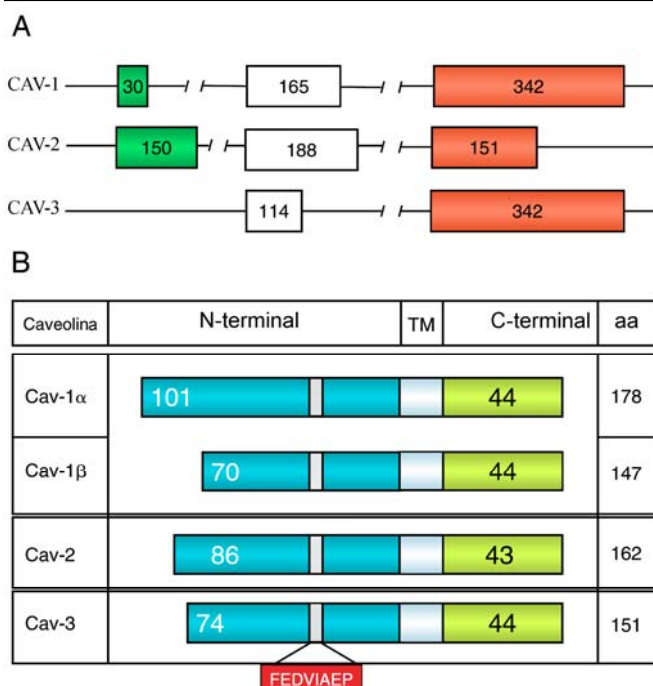 A
CAV-1 30 165 342
CAV-2 150 188 151
CAV-3 114 342
B
Caveolina N-terminal TM C-terminal aa
Cav-1α 101 44 178
Cav-1β 70 44 147
Cav-2 86 43 162
Cav-3 74 44 151
FEDVIAEP